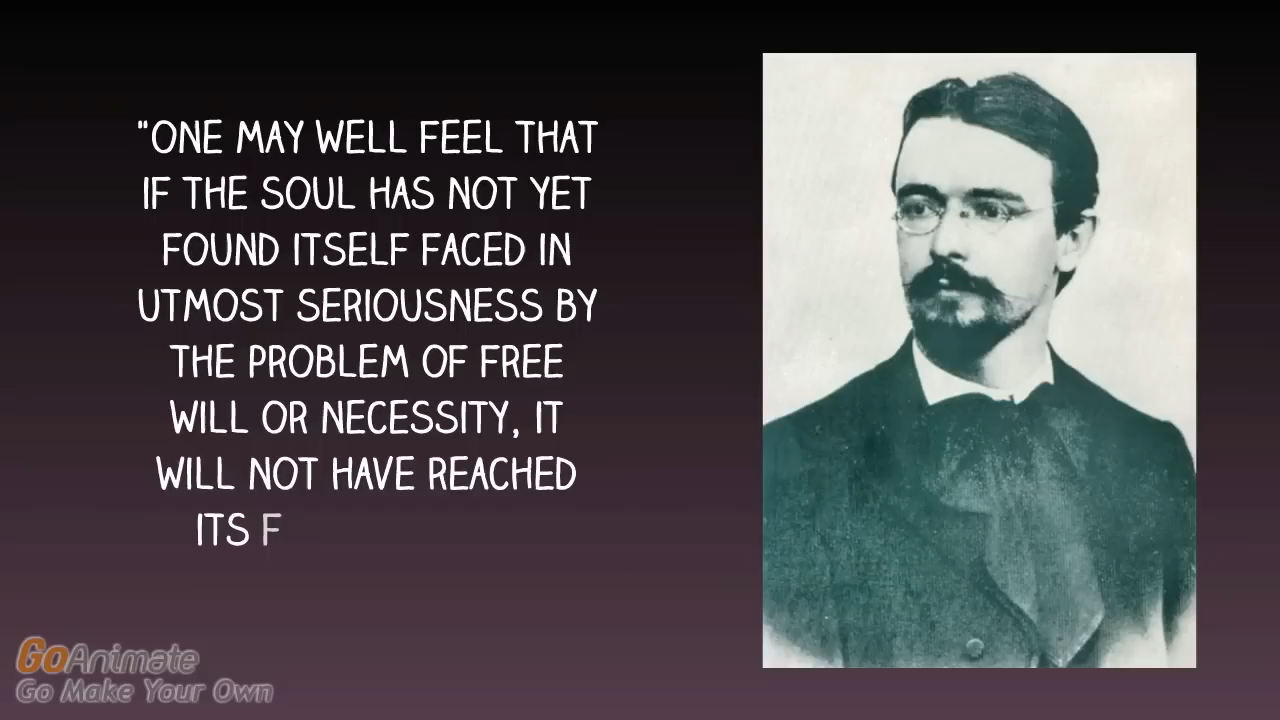 "ONE MAY WELL FEEL THAT
IF THE SOUL HAS NOT YET
FOUND ITSELF FACED IN
UTMOST SERIOUSNESS BY
THE PROBLEM OF FREE
WILL OR NECESSITY, IT
WILL NOT HAVE REACHED
ITS F
GoAnimate
Go Make Your Own